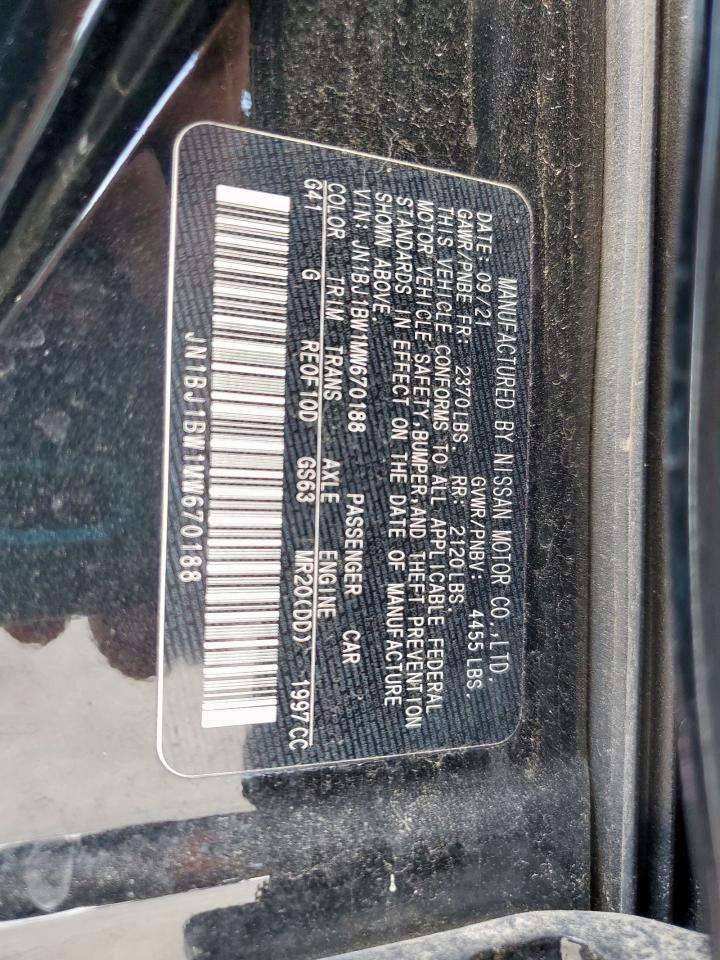 MANUFACTURED BY NISSAN MOTOR CO.,LTD.
DATE: 09/21 GVWR/PNBV: 4455 LBS.
GAWR/PNBE FR: 2370LBS. RR: 2120LBS.
THIS VEHICLE CONFORMS TO ALL APPLICABLE FEDERAL
MOTOR VEHICLE SAFETY,BUMPER,AND THEFT PREVENTION
STANDARDS IN EFFECT ON THE DATE OF MANUFACTURE
SHOWN ABOVE.
VIN: JN1BJ1BW1MW670188 PASSENGER CAR
COLOR TRIM TRANS AXLE ENGINE
G41 G RE0F10D GS63 MR20(DD) 1997CC
JN1BJ1BW1MW670188